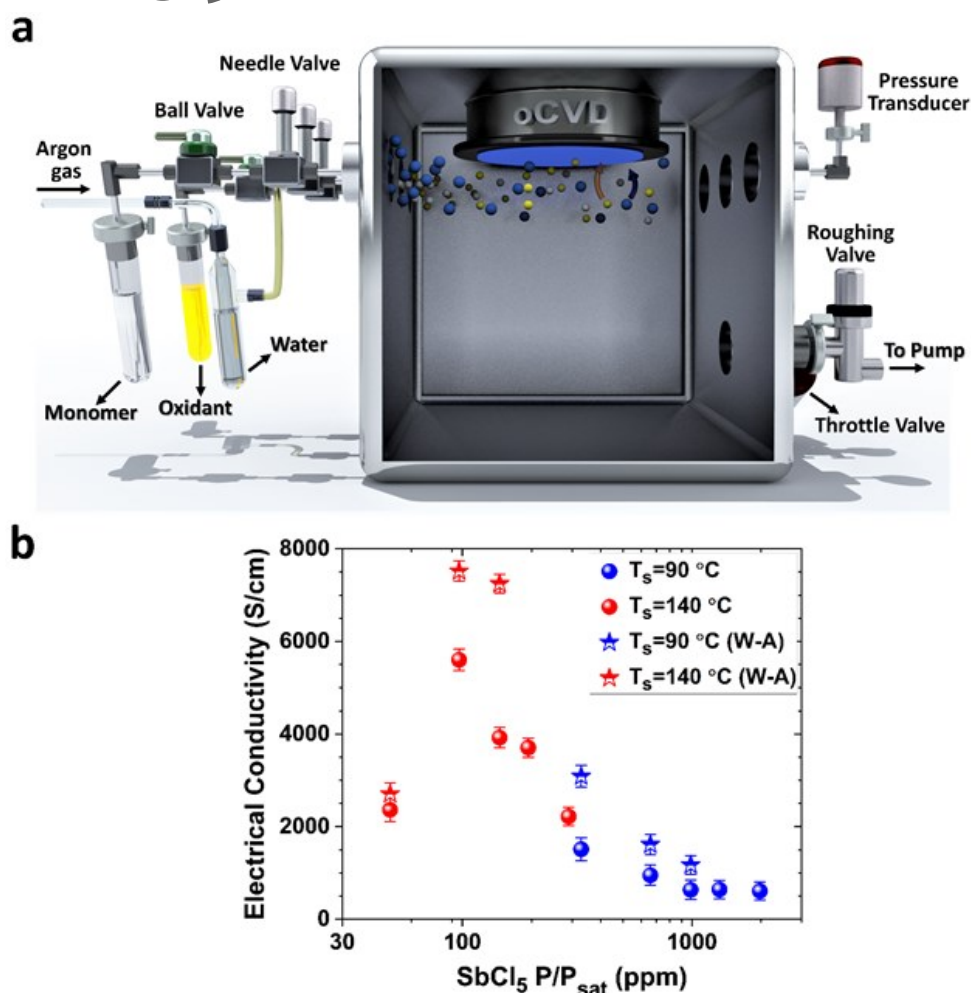 a
Needle Valve
Ball Valve
Argon
gas
oCVD
Pressure
Transducer
Roughing
Valve
To Pump
Water
Monomer
Oxidant
Throttle Valve
b
Electrical Conductivity (S/cm)
8000
6000
4000
2000
0
Tₛ=90 °C
Tₛ=140 °C
Tₛ=90 °C (W-A)
Tₛ=140 °C (W-A)
30 100 1000
SbCl₅ P/Pₛₐₜ (ppm)